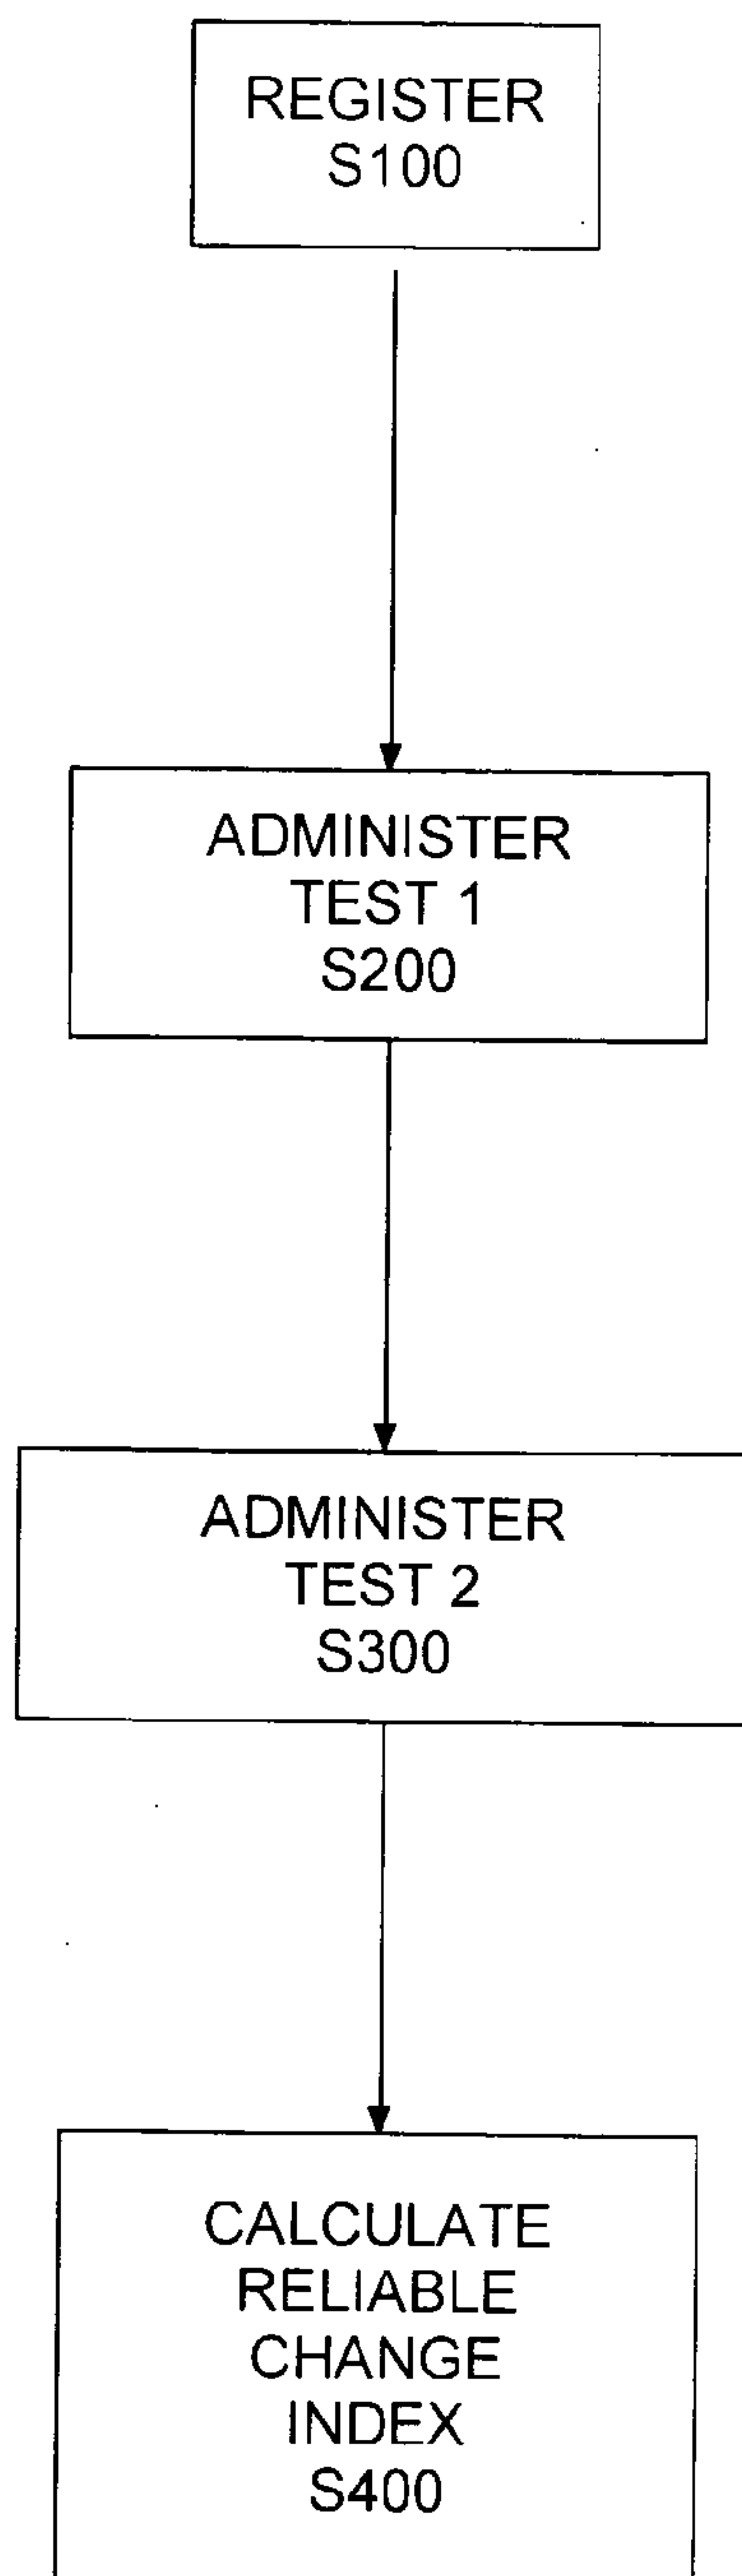 REGISTER
S100
ADMINISTER
TEST 1
S200
ADMINISTER
TEST 2
S300
CALCULATE
RELIABLE
CHANGE
INDEX
S400